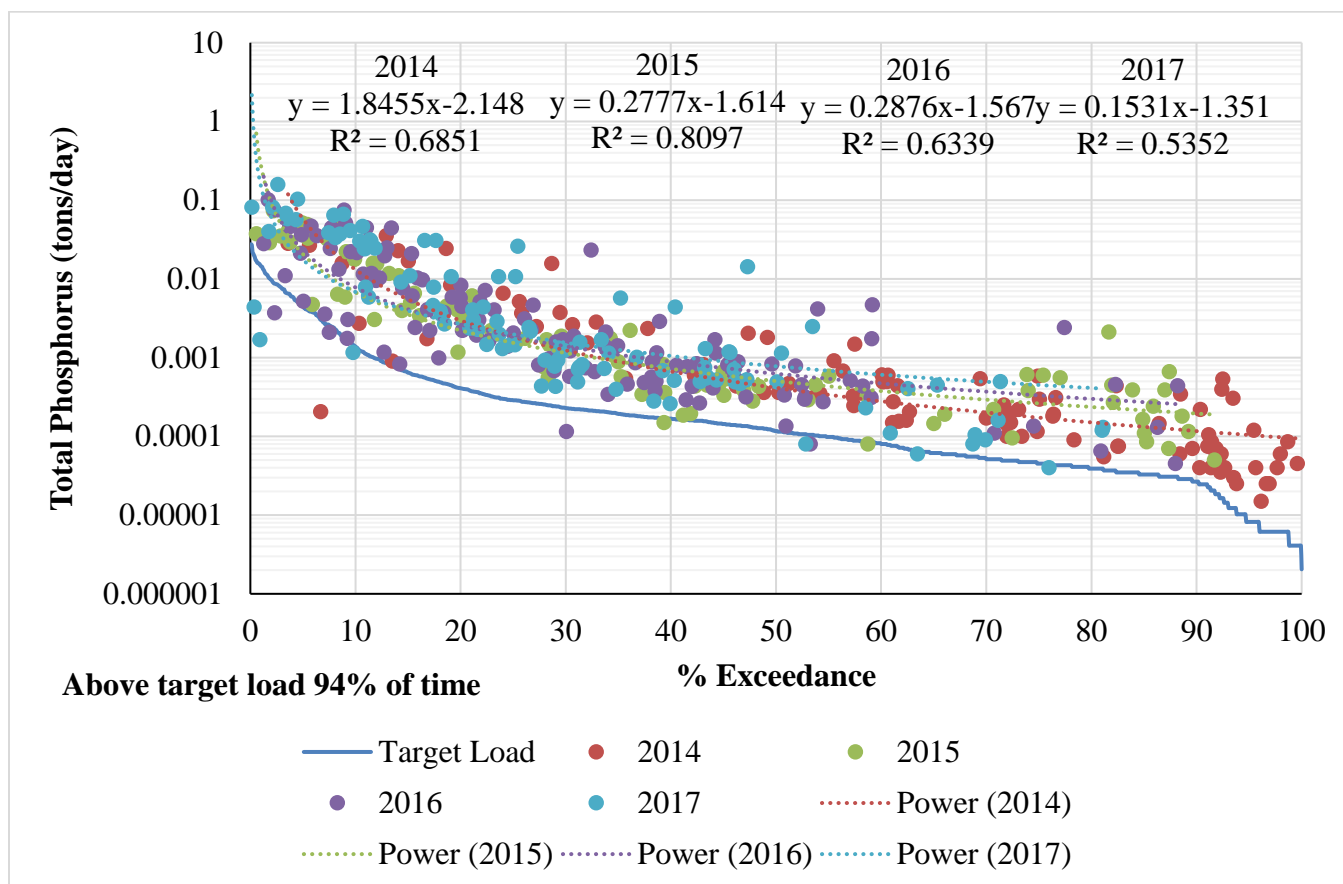 10
1
0.1
0.01
0.001
0.0001
0.00001
0.000001
Total Phosphorus (tons/day)
2014
y = 1.8455x-2.148
R² = 0.6851
2015
y = 0.2777x-1.614
R² = 0.8097
2016
y = 0.2876x-1.567
R² = 0.6339
2017
y = 0.1531x-1.351
R² = 0.5352
0 10 20 30 40 50 60 70 80 90 100
% Exceedance
Above target load 94% of time
Target Load 2014 2015
2016 2017 Power (2014)
Power (2015) Power (2016) Power (2017)